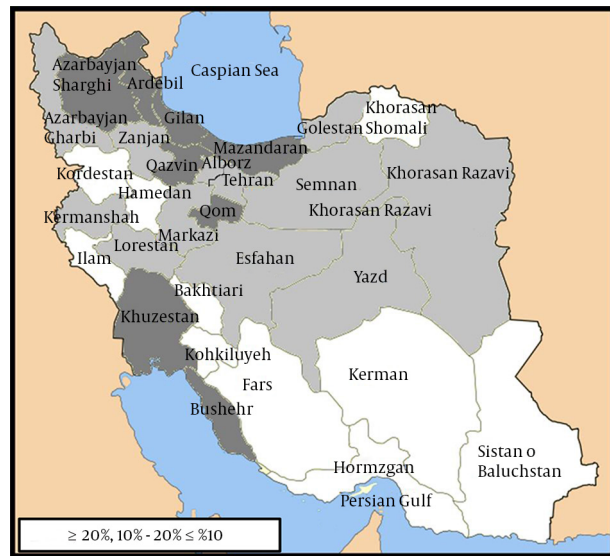 Azarbayjan
Sharghi
Ardebil
Caspian Sea
Azarbayjan
Gharbi
Gilan
Zanjan
Mazandaran
Golestan
Khorasan
Shomali
Qazvin
Alborz
Kordestan
Tehran
Khorasan Razavi
Hamedan
Semnan
Kermanshah
Qom
Khorasan Razavi
Markazi
Lorestan
Ilam
Esfahan
Yazd
Bakhtiari
Khuzestan
Kohkiluyeh
Fars
Kerman
Bushehr
Sistan o
Baluchstan
Hormzgan
Persian Gulf
≥ 20%, 10% - 20% ≤ %10